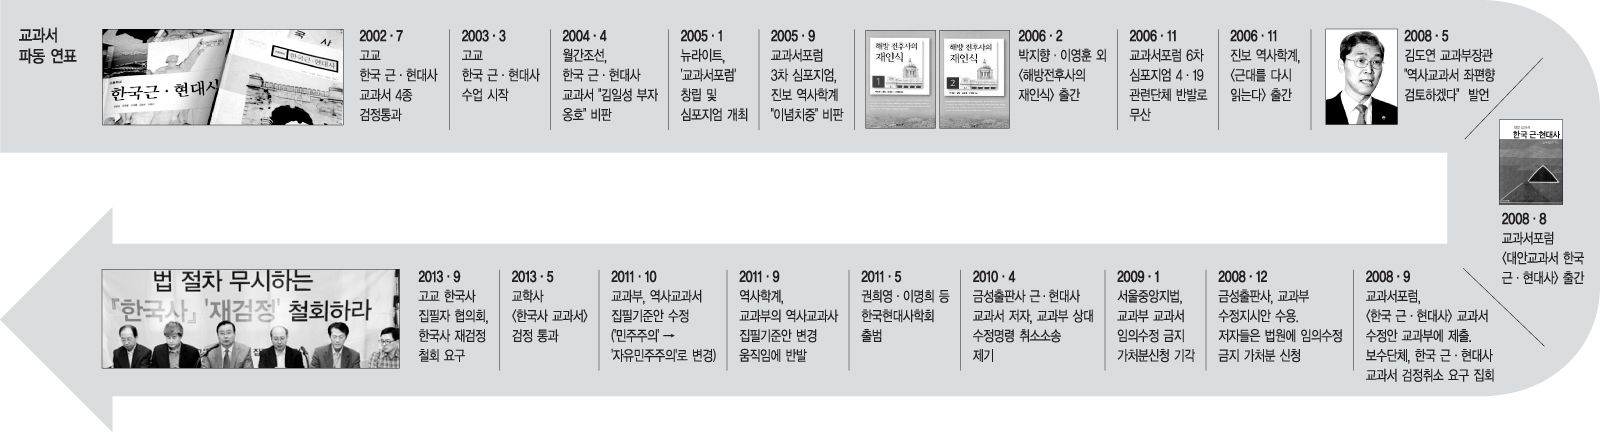 교과서
파동 연표
한국근·현대사
한국근·현대사
2002·7
고교
한국 근·현대사
교과서 4종
검정통과
2003·3
고교
한국 근·현대사
수업 시작
2004·4
월간조선,
한국 근·현대사
교과서 "김일성 부자
옹호" 비판
2005·1
뉴라이트,
'교과서포럼'
창립 및
심포지엄 개최
2005·9
교과서포럼
3차 심포지엄,
진보 역사학계
"이념치중" 비판
해방 전후사의
재인식
1
해방 전후사의
재인식
2
2006·2
박지향·이영훈 외
〈해방전후사의
재인식〉 출간
2006·11
교과서포럼 6차
심포지엄 4·19
관련단체 반발로
무산
2006·11
진보 역사학계,
〈근대를 다시
읽는다〉 출간
2008·5
김도연 교과부장관
"역사교과서 좌편향
검토하겠다" 발언
한국 근·현대사
2008·8
교과서포럼
〈대안교과서 한국
근·현대사〉 출간
2008·9
교과서포럼,
〈한국 근·현대사〉 교과서
수정안 교과부에 제출.
보수단체, 한국 근·현대사
교과서 검정취소 요구 집회
2008·12
금성출판사, 교과부
수정지시안 수용.
저자들은 법원에 임의수정
금지 가처분 신청
2009·1
서울중앙지법,
교과부 교과서
임의수정 금지
가처분신청 기각
2010·4
금성출판사 근·현대사
교과서 저자, 교과부 상대
수정명령 취소소송
제기
2011·5
권희영·이명희 등
한국현대사학회
출범
2011·9
역사학계,
교과부의 역사교과서
집필기준안 변경
움직임에 반발
2011·10
교과부, 역사교과서
집필기준안 수정
('민주주의' →
'자유민주주의'로 변경)
2013·5
교학사
〈한국사 교과서〉
검정 통과
2013·9
고교 한국사
집필자 협의회,
한국사 재검정
철회 요구
법 절차 무시하는
『한국사』 '재검정' 철회하라